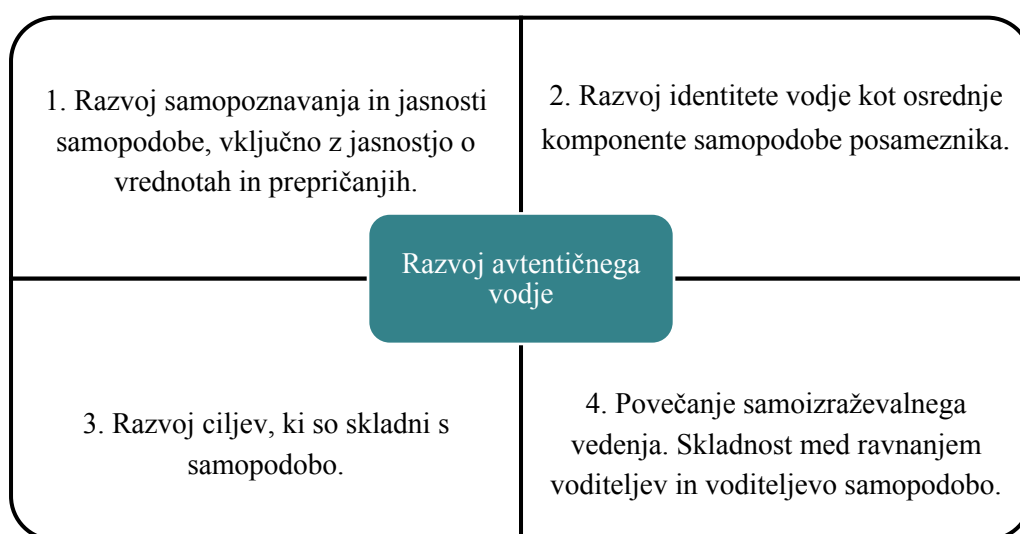 1. Razvoj samopoznavanja in jasnosti
samopodobe, vključno z jasnostjo o
vrednotah in prepričanjih.
2. Razvoj identitete vodje kot osrednje
komponente samopodobe posameznika.
Razvoj avtentičnega
vodje
3. Razvoj ciljev, ki so skladni s
samopodobo.
4. Povečanje samoizraževalnega
vedenja. Skladnost med ravnanjem
voditeljev in voditeljevo samopodobo.